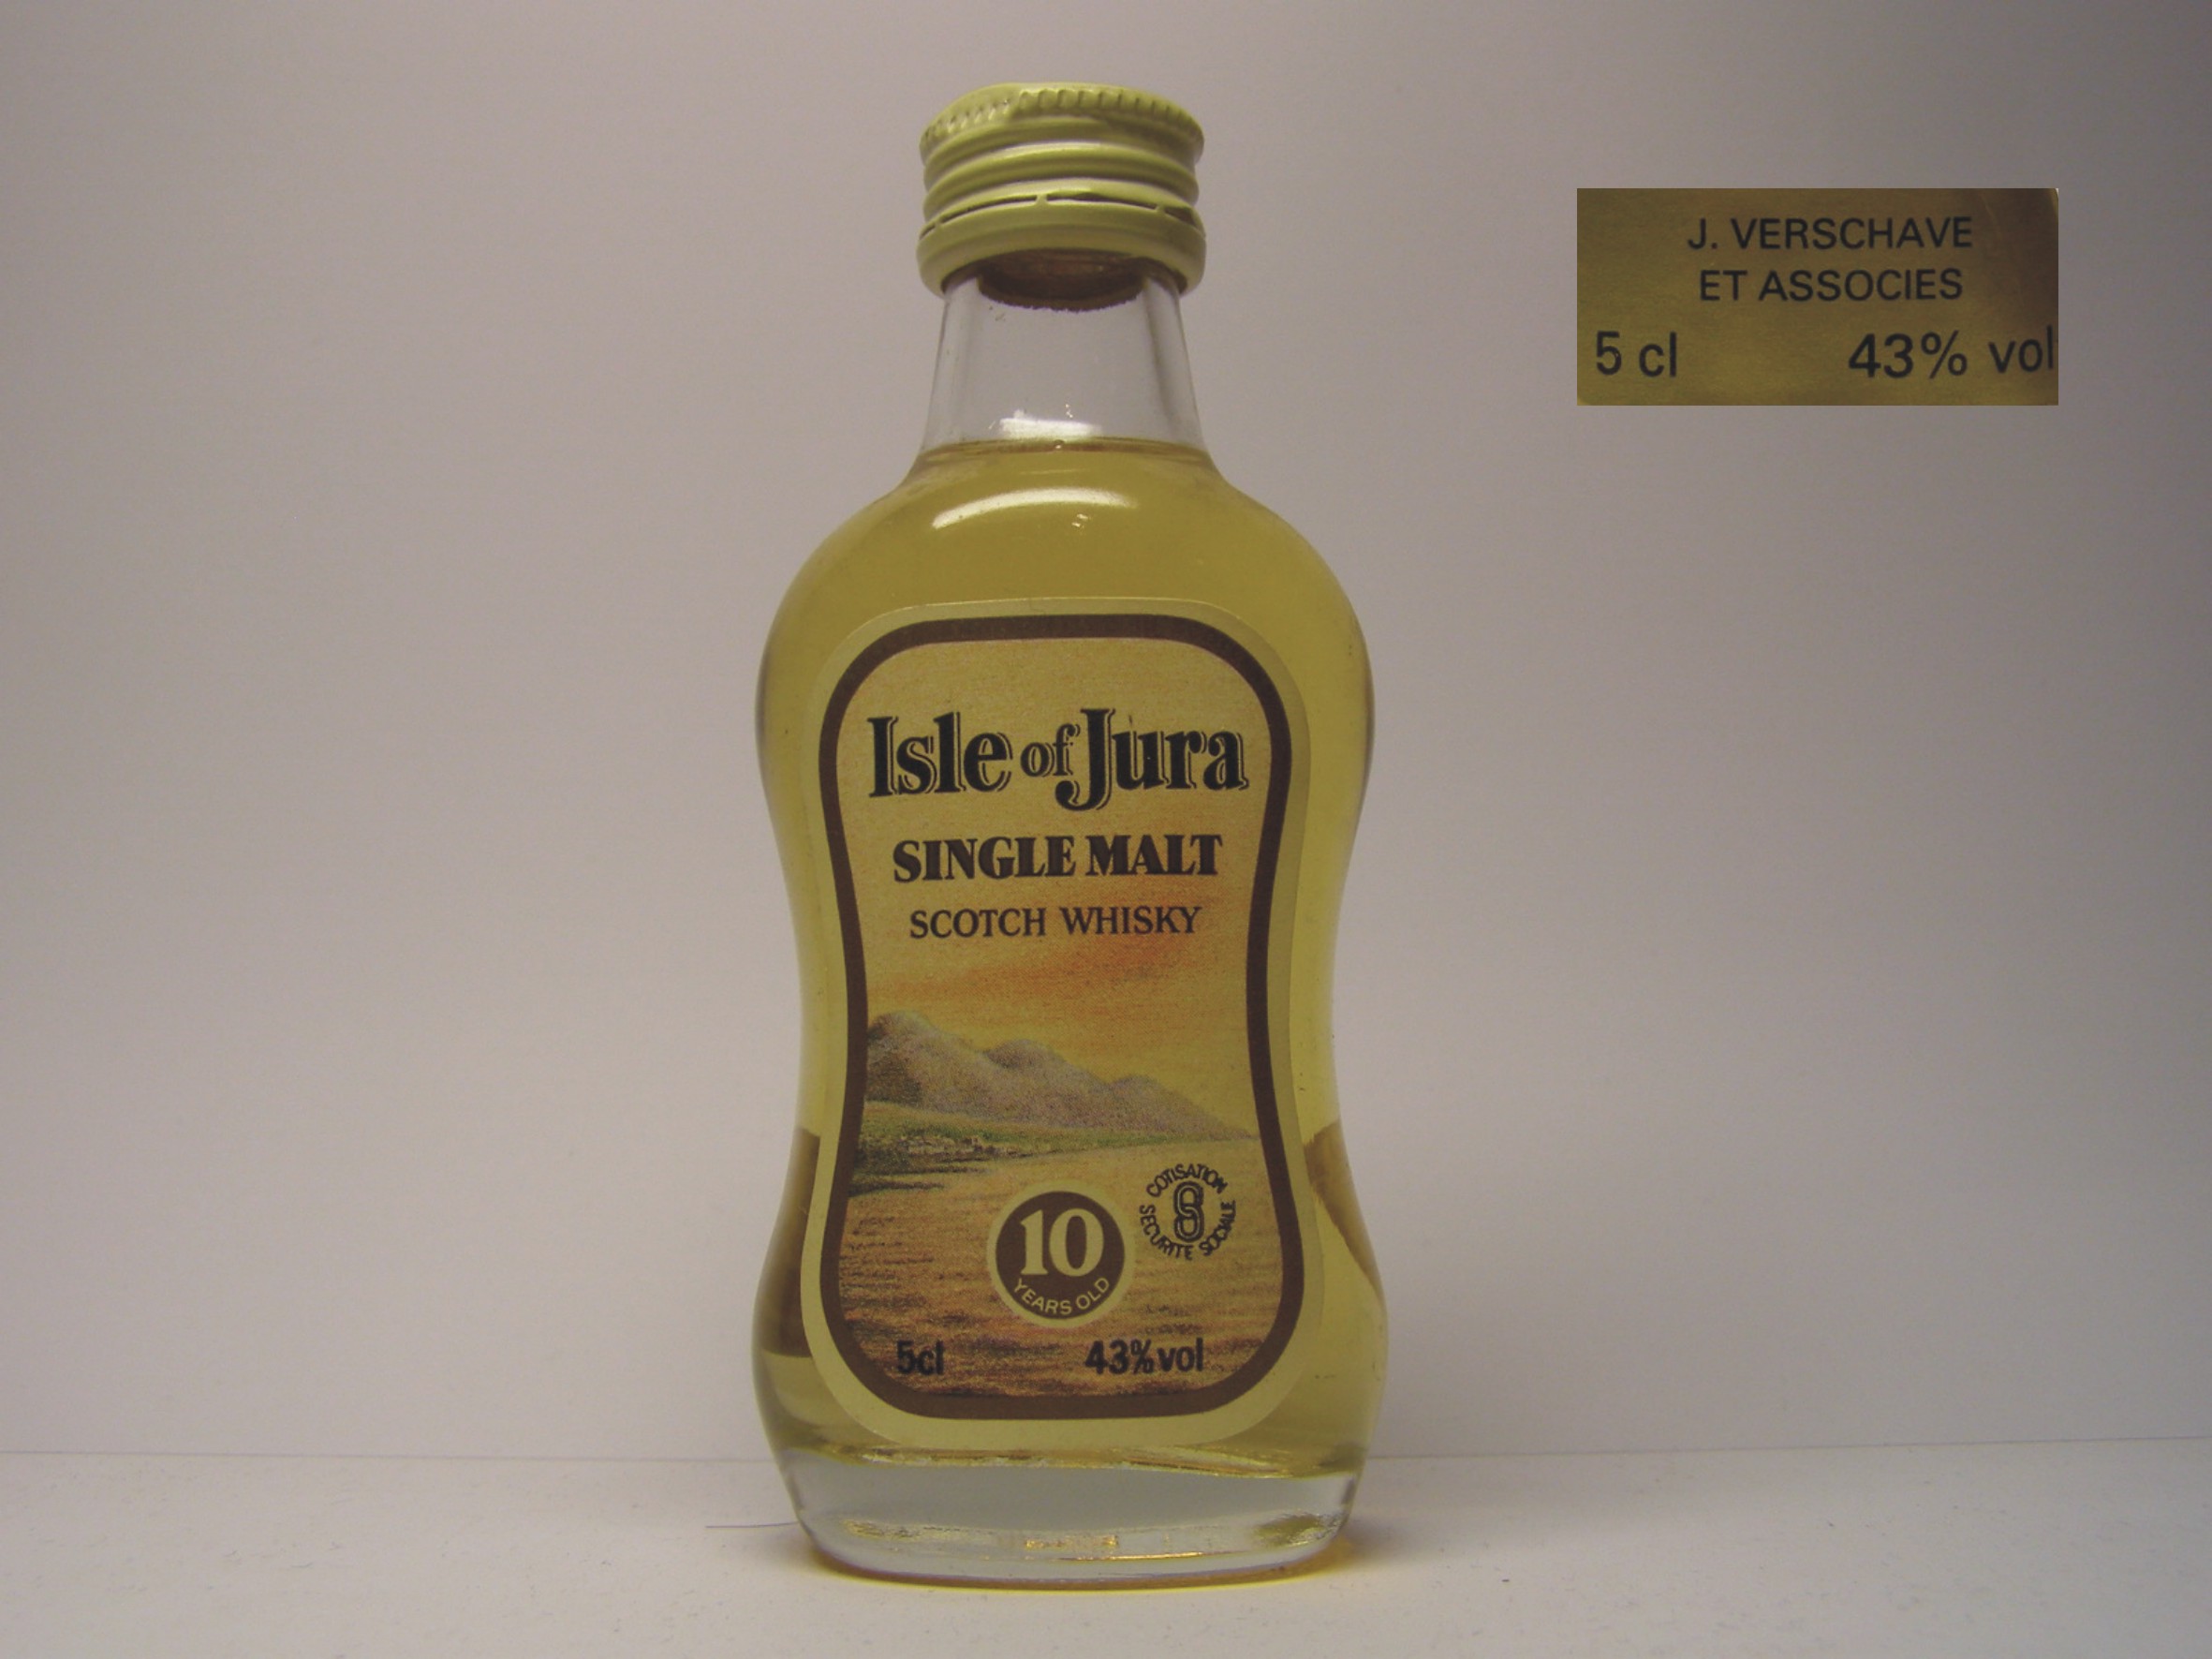 J. VERSCHAVE
ET ASSOCIES
5 cl 43% vol
Isle of Jura
SINGLE MALT
SCOTCH WHISKY
COTISATION
SECURITE SOCIALE
10
YEARS OLD
5cl 43%vol